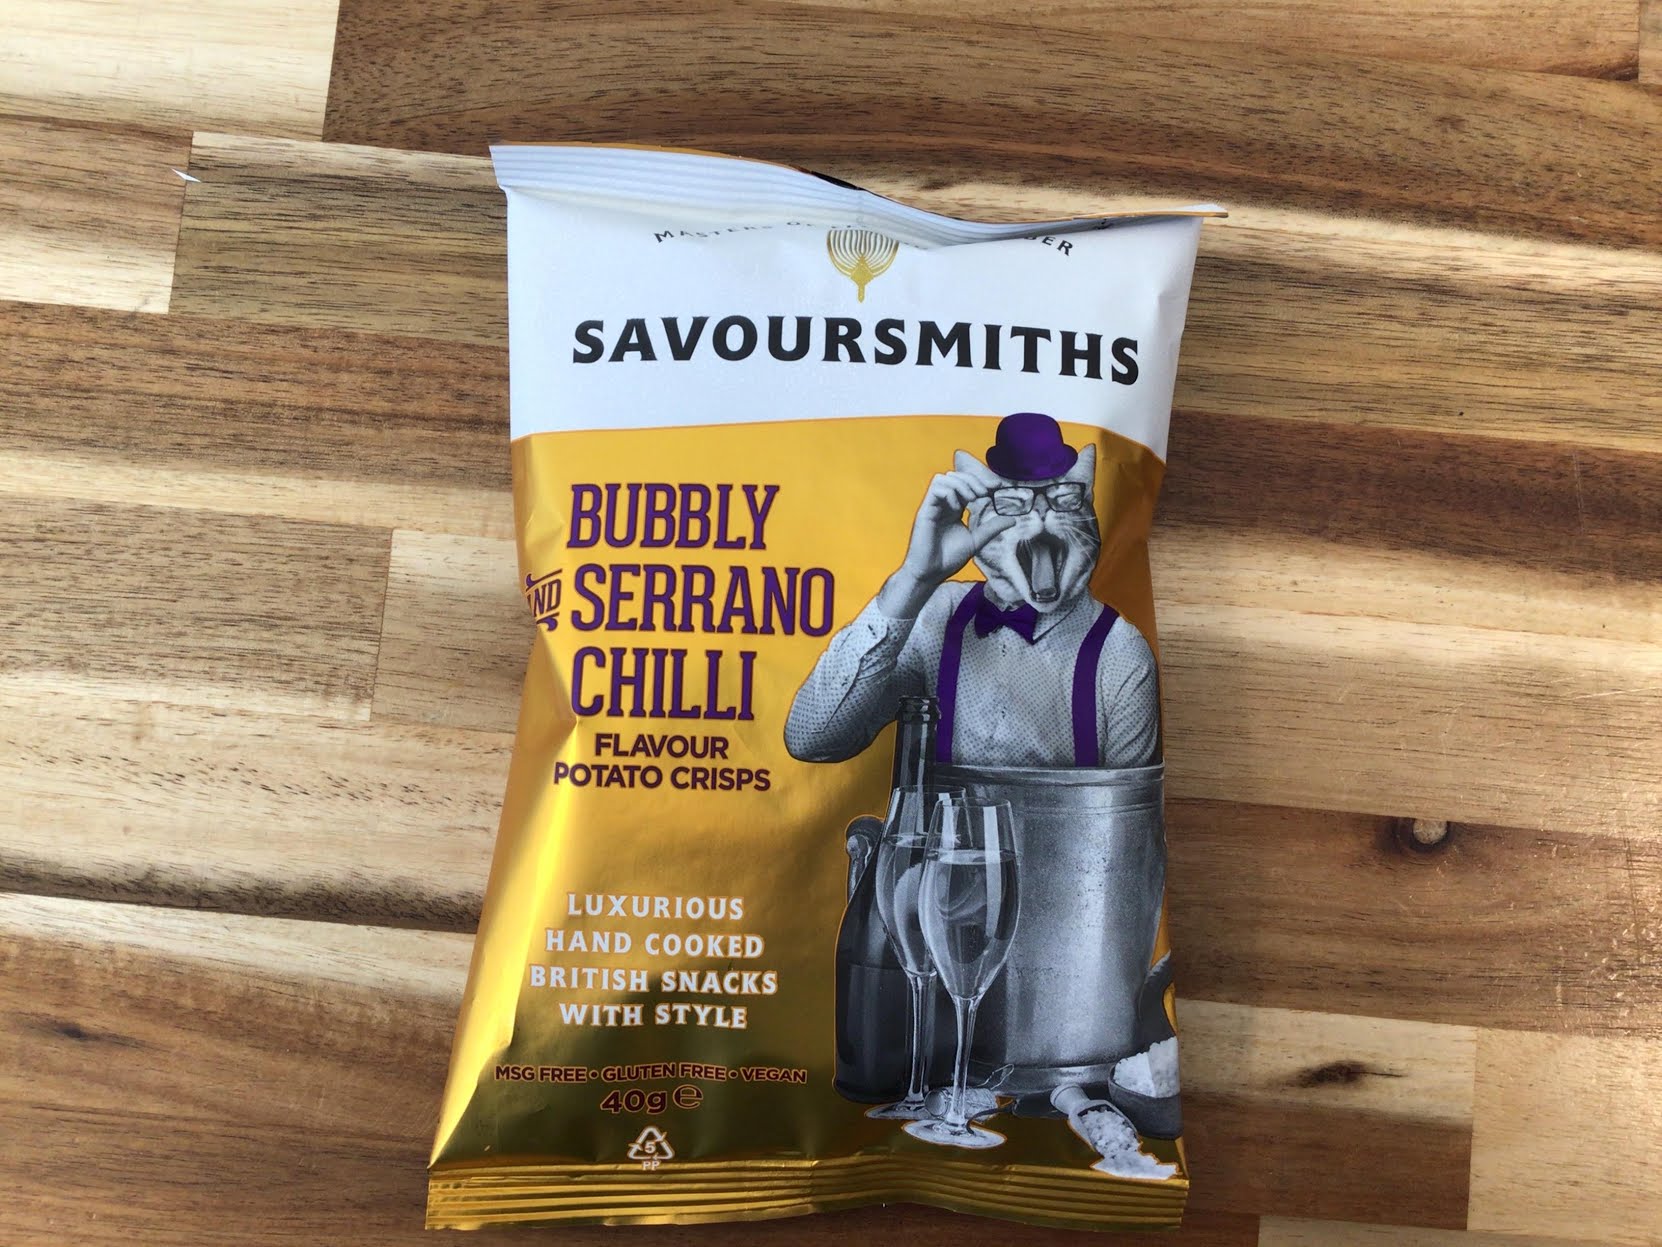 MASTERS
SAVOURSMITHS
BUBBLY
AND SERRANO
CHILLI
FLAVOUR
POTATO CRISPS
LUXURIOUS
HAND COOKED
BRITISH SNACKS
WITH STYLE
MSG FREE • GLUTEN FREE • VEGAN
40g ℮
5
PP